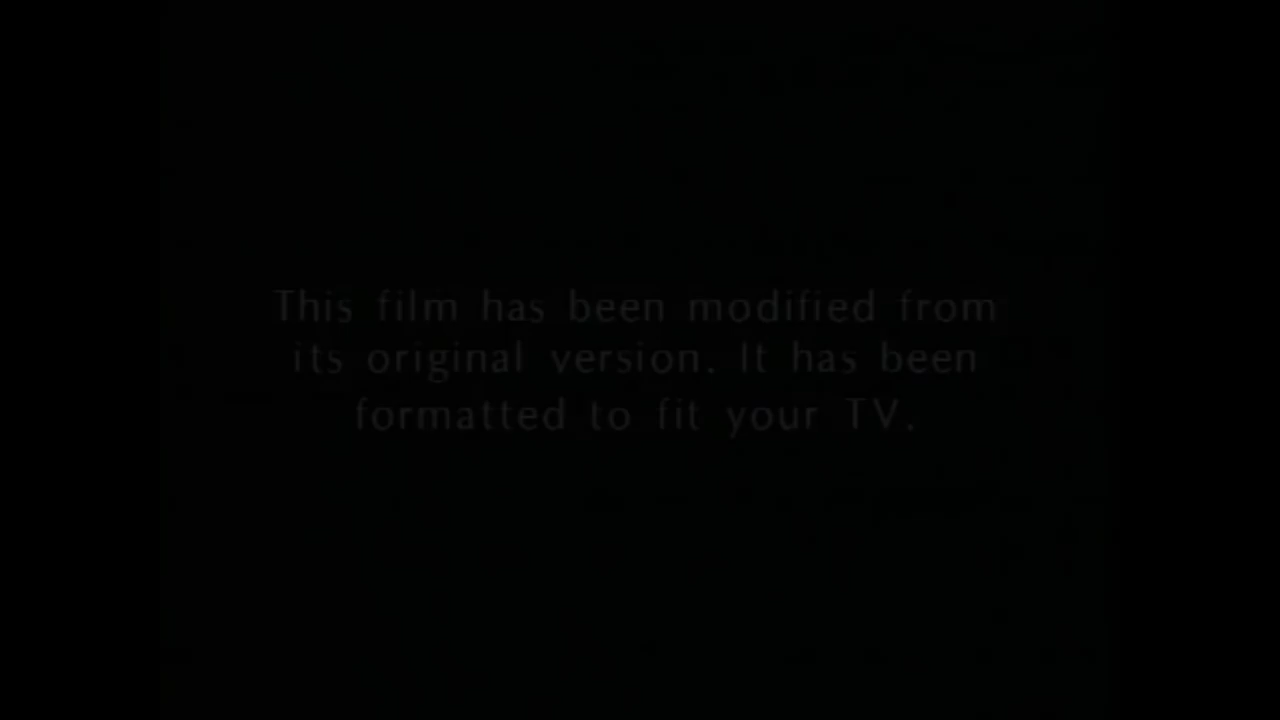 This film has been modified from
its original version. It has been
formatted to fit your TV.